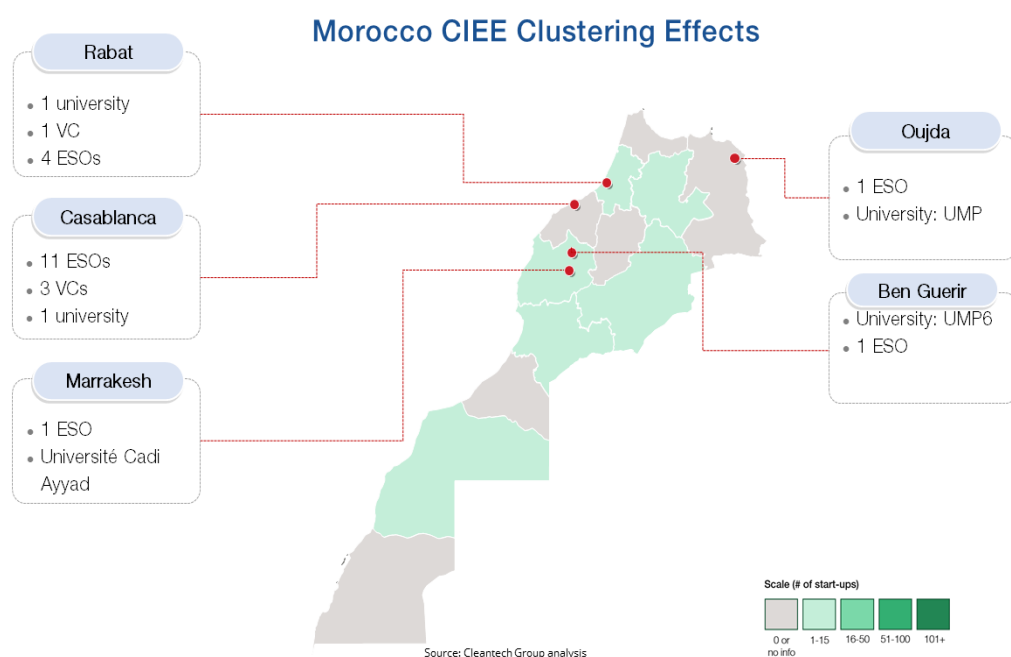 Morocco CIEE Clustering Effects
Rabat
• 1 university
• 1 VC
• 4 ESOs
Casablanca
• 11 ESOs
• 3 VCs
• 1 university
Marrakesh
• 1 ESO
• Université Cadi
Ayyad
Oujda
• 1 ESO
• University: UMP
Ben Guerir
• University: UMP6
• 1 ESO
Scale (# of start-ups)
0 or no info
1-15
16-50
51-100
101+
Source: Cleantech Group analysis